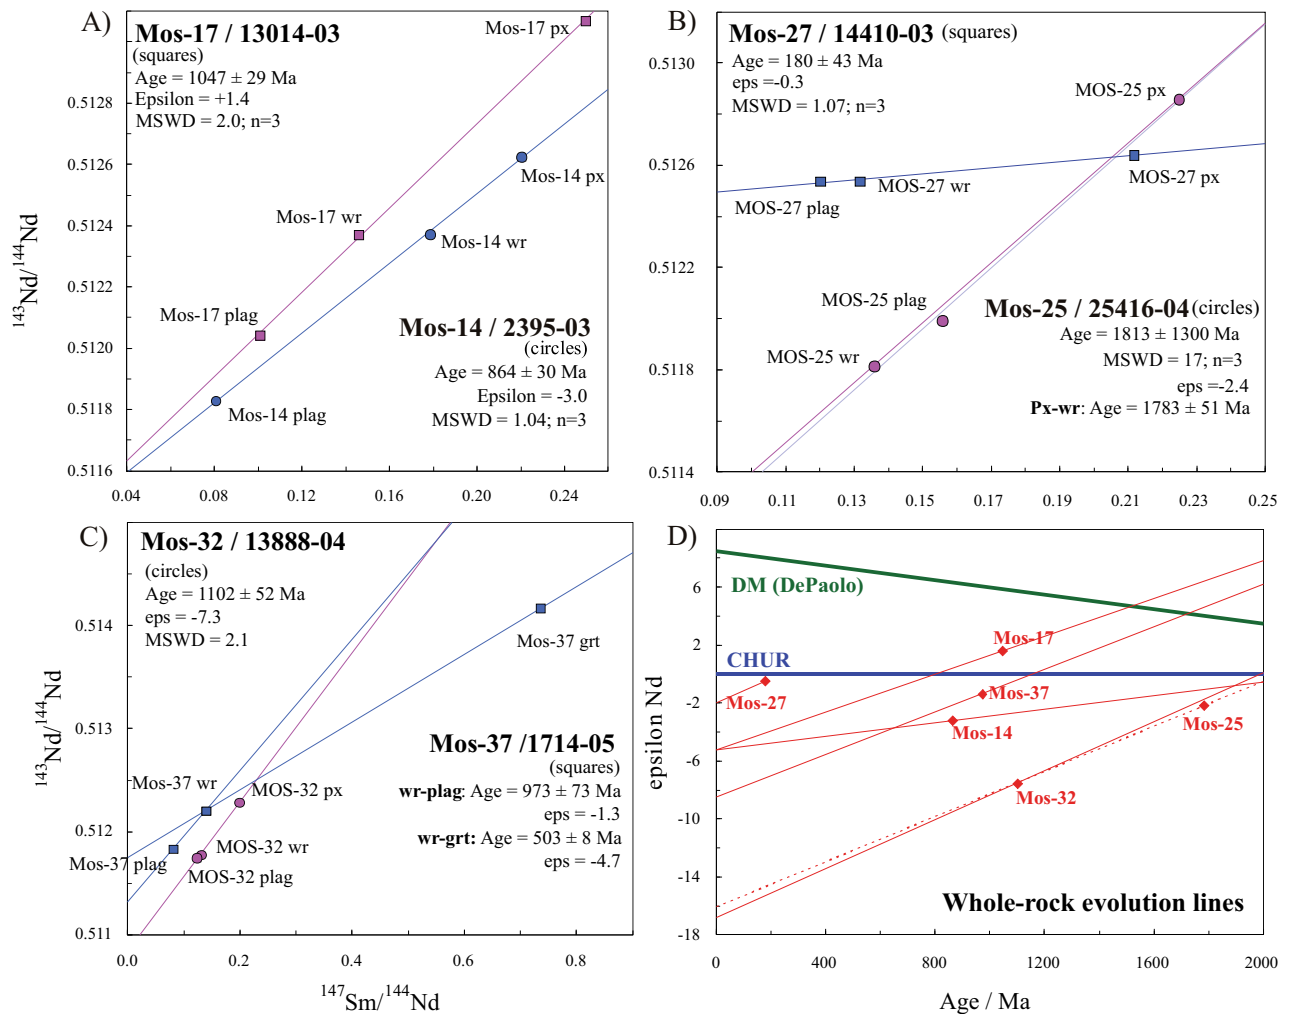 A)
Mos-17 / 13014-03
(squares)
Age = 1047 ± 29 Ma
Epsilon = +1.4
MSWD = 2.0; n=3
Mos-17 px
Mos-14 px
Mos-17 wr
Mos-14 wr
Mos-17 plag
Mos-14 plag
Mos-14 / 2395-03
(circles)
Age = 864 ± 30 Ma
Epsilon = -3.0
MSWD = 1.04; n=3
0.5128
0.5126
0.5124
0.5122
0.5120
0.5118
0.5116
143Nd/144Nd
0.04 0.08 0.12 0.16 0.20 0.24
B)
Mos-27 / 14410-03 (squares)
Age = 180 ± 43 Ma
eps =-0.3
MSWD = 1.07; n=3
MOS-25 px
MOS-27 wr
MOS-27 px
MOS-27 plag
MOS-25 plag
MOS-25 wr
Mos-25 / 25416-04 (circles)
Age = 1813 ± 1300 Ma
MSWD = 17; n=3
eps =-2.4
Px-wr: Age = 1783 ± 51 Ma
0.5130
0.5126
0.5122
0.5118
0.5114
0.09 0.11 0.13 0.15 0.17 0.19 0.21 0.23 0.25
C)
Mos-32 / 13888-04
(circles)
Age = 1102 ± 52 Ma
eps = -7.3
MSWD = 2.1
Mos-37 grt
Mos-37 wr
MOS-32 px
MOS-32 wr
Mos-37 plag
MOS-32 plag
Mos-37 /1714-05
(squares)
wr-plag: Age = 973 ± 73 Ma
eps = -1.3
wr-grt: Age = 503 ± 8 Ma
eps = -4.7
0.514
0.513
0.512
0.511
143Nd/144Nd
0.0 0.2 0.4 0.6 0.8
147Sm/144Nd
D)
DM (DePaolo)
CHUR
Mos-17
Mos-27
Mos-37
Mos-14
Mos-25
Mos-32
Whole-rock evolution lines
6
2
-2
-6
-10
-14
-18
epsilon Nd
0 400 800 1200 1600 2000
Age / Ma